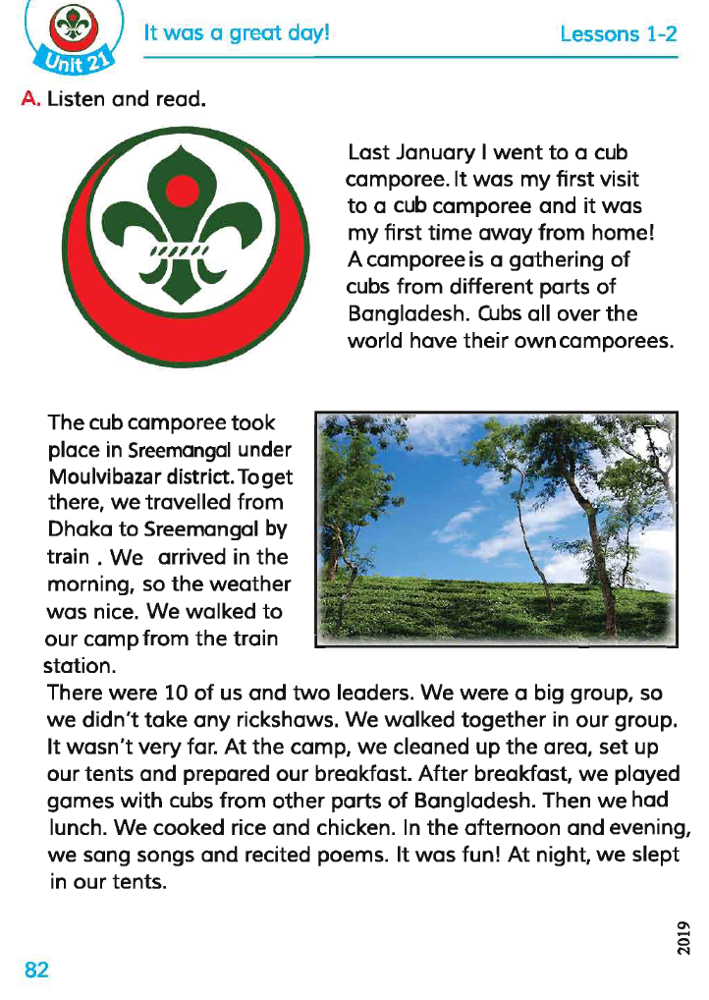 It was a great day!
Lessons 1-2
Unit 21
A. Listen and read.
Last January I went to a cub
camporee. It was my first visit
to a cub camporee and it was
my first time away from home!
A camporee is a gathering of
cubs from different parts of
Bangladesh. Cubs all over the
world have their own camporees.
The cub camporee took
place in Sreemangal under
Moulvibazar district. To get
there, we travelled from
Dhaka to Sreemangal by
train . We arrived in the
morning, so the weather
was nice. We walked to
our camp from the train
station.
There were 10 of us and two leaders. We were a big group, so
we didn't take any rickshaws. We walked together in our group.
It wasn't very far. At the camp, we cleaned up the area, set up
our tents and prepared our breakfast. After breakfast, we played
games with cubs from other parts of Bangladesh. Then we had
lunch. We cooked rice and chicken. In the afternoon and evening,
we sang songs and recited poems. It was fun! At night, we slept
in our tents.
2019
82